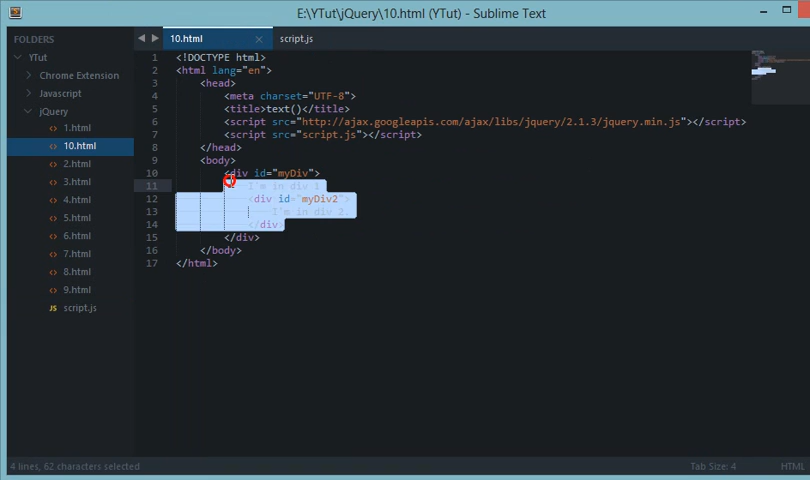 E:\YTut\jQuery\10.html (YTut) - Sublime Text
FOLDERS
YTut
Chrome Extension
Javascript
jQuery
1.html
10.html
2.html
3.html
4.html
5.html
6.html
7.html
8.html
9.html
script.js
10.html
script.js
1 <!DOCTYPE html>
2 <html lang="en">
3 <head>
4 <meta charset="UTF-8">
5 <title>text()</title>
6 <script src="http://ajax.googleapis.com/ajax/libs/jquery/2.1.3/jquery.min.js"></script>
7 <script src="script.js"></script>
8 </head>
9 <body>
10 <div id="myDiv">
11 I'm in div 1
12 <div id="myDiv2">
13 I'm in div 2.
14 </div>
15 </div>
16 </body>
17 </html>
4 lines, 62 characters selected
Tab Size: 4
HTML